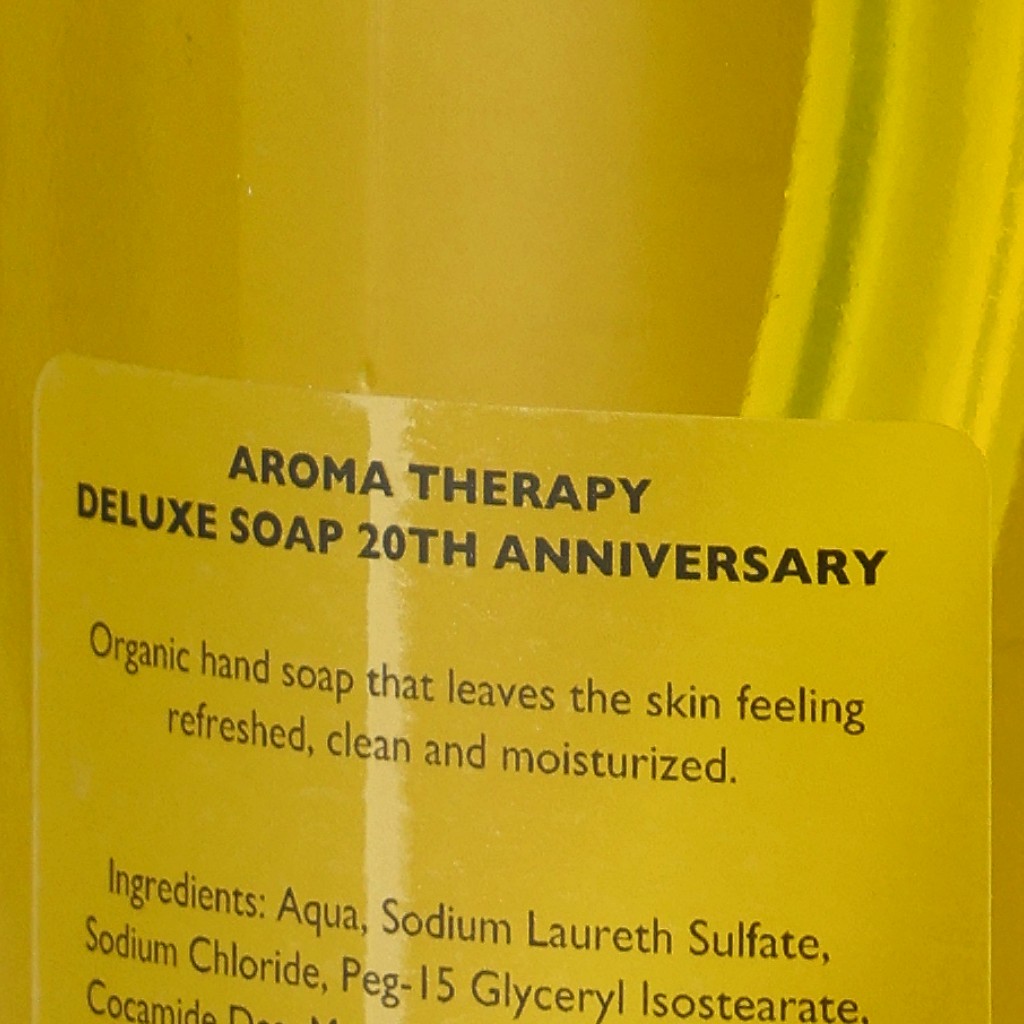 AROMA THERAPY
DELUXE SOAP 20TH ANNIVERSARY
Organic hand soap that leaves the skin feeling
refreshed, clean and moisturized.
Ingredients: Aqua, Sodium Laureth Sulfate,
Sodium Chloride, Peg-15 Glyceryl Isostearate,
Cocamide